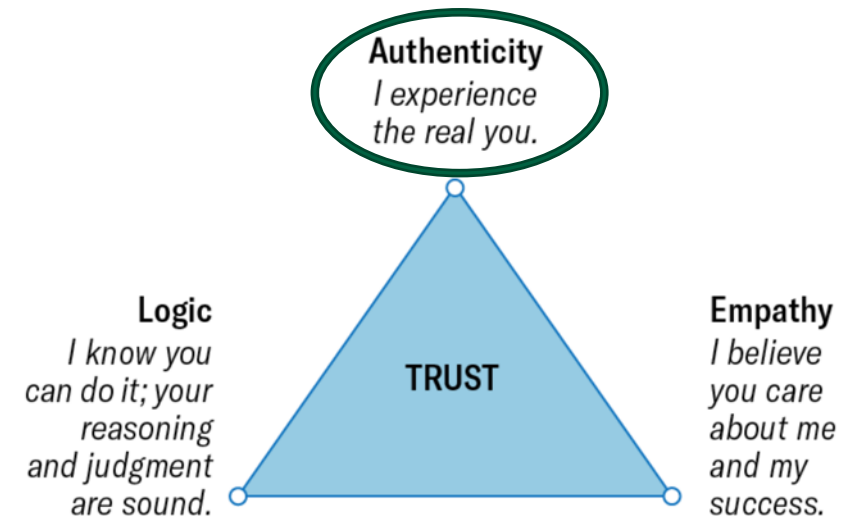 Authenticity
I experience
the real you.
Logic
I know you
can do it; your
reasoning
and judgment
are sound.
TRUST
Empathy
I believe
you care
about me
and my
success.